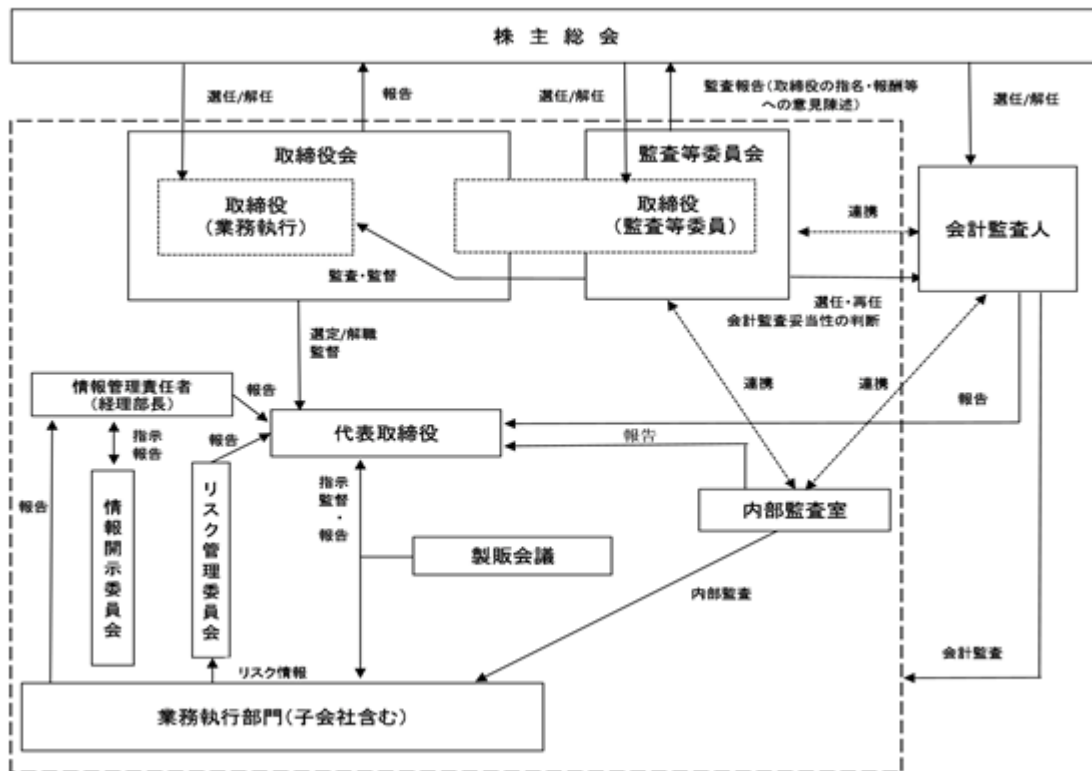 株主総会
選任/解任
報告
選任/解任
監査報告(取締役の指名・報酬等
への意見陳述)
選任/解任
取締役会
監査等委員会
取締役
(業務執行)
取締役
(監査等委員)
連携
会計監査人
監査・監督
選任・再任
会計監査妥当性の判断
選定/解職
監督
情報管理責任者
(経理部長)
報告
連携
連携
報告
代表取締役
報告
指示
報告
報告
報告
情報開示委員会
リスク管理委員会
指示
監督
・
報告
内部監査室
製販会議
内部監査
会計監査
リスク情報
業務執行部門(子会社含む)